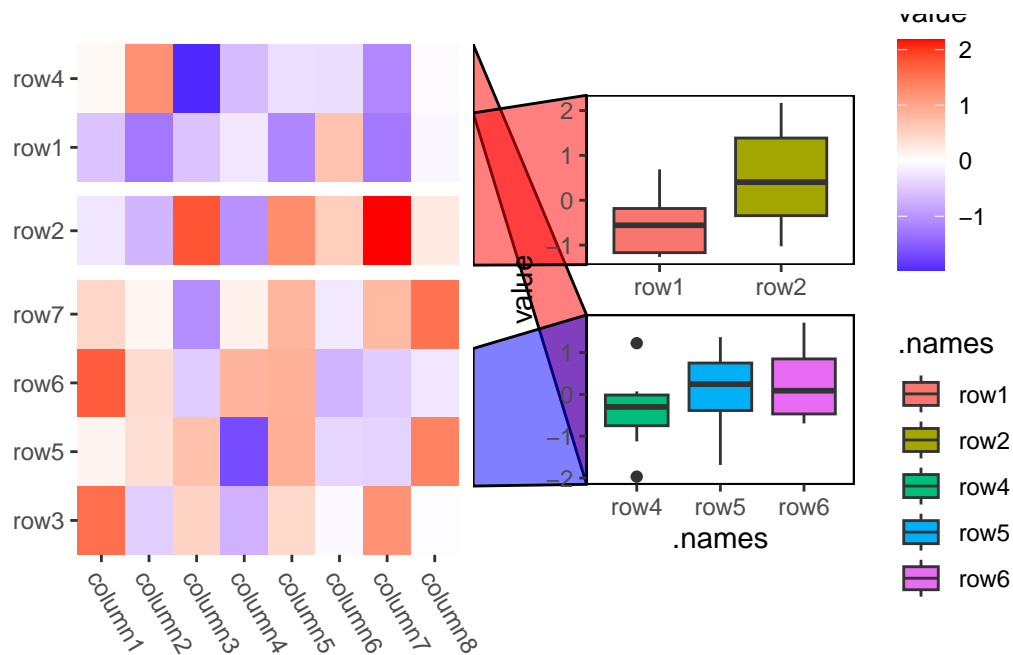 value
row4
row1
row2
row7
row6
row5
row3
column1
column2
column3
column4
column5
column6
column7
column8
value
2
1
0
−1
row1
row2
1
0
−1
−2
row4
row5
row6
.names
2
1
0
−1
.names
row1
row2
row4
row5
row6